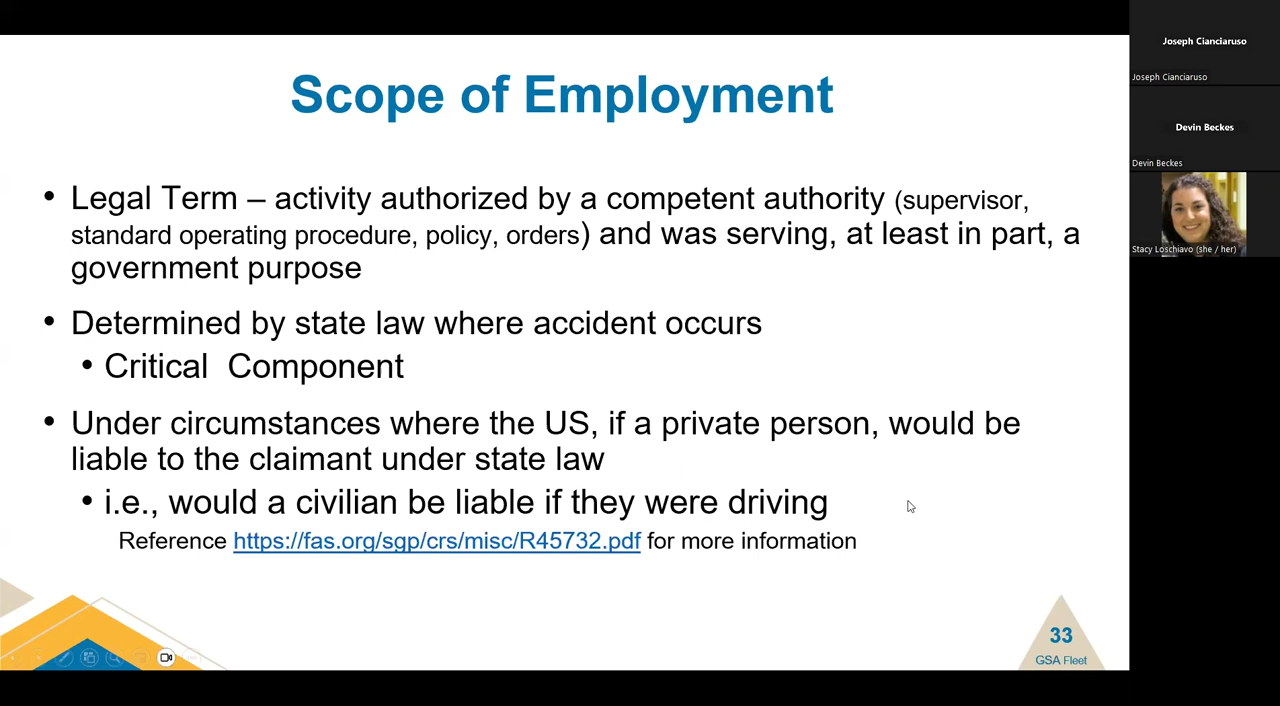 Scope of Employment
• Legal Term – activity authorized by a competent authority (supervisor,
standard operating procedure, policy, orders) and was serving, at least in part, a
government purpose
• Determined by state law where accident occurs
• Critical  Component
• Under circumstances where the US, if a private person, would be
liable to the claimant under state law
• i.e., would a civilian be liable if they were driving
Reference https://fas.org/sgp/crs/misc/R45732.pdf for more information
33
GSA Fleet
Joseph Cianciaruso
Joseph Cianciaruso
Devin Beckes
Devin Beckes
Stacy Loschiavo (she / her)